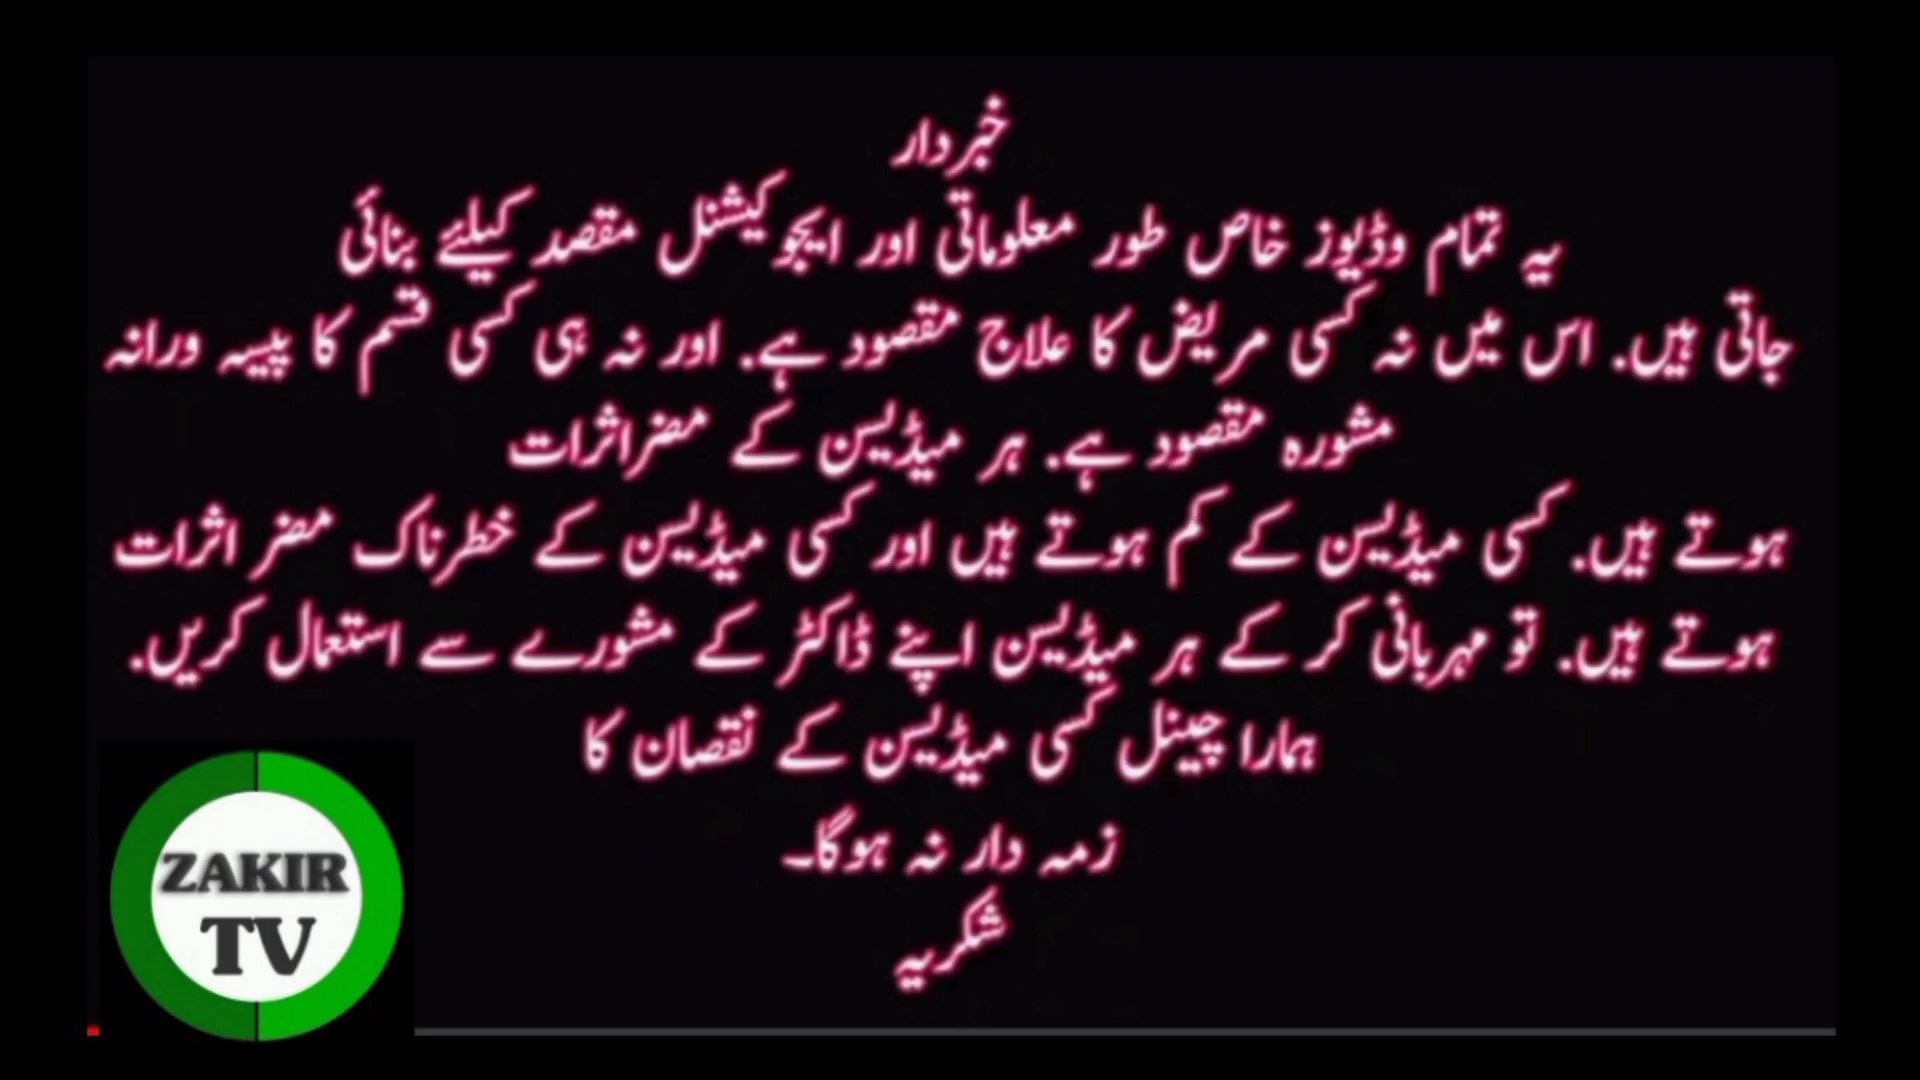 خبردار
یہ تمام وڈیوز خاص طور معلوماتی اور ایجوکیشنل مقصد کیلئے بنائی
جاتی ہیں. اس میں نہ کسی مریض کا علاج مقصود ہے. اور نہ ہی کسی قسم کا پیسہ ورانہ
مشورہ مقصود ہے. ہر میڈیسن کے مضراثرات
ہوتے ہیں. کسی میڈیسن کے کم ہوتے ہیں اور کسی میڈیسن کے خطرناک مضر اثرات
ہوتے ہیں. تو مہربانی کر کے ہر میڈیسن اپنے ڈاکٹر کے مشورے سے استعمال کریں.
ہمارا چینل کسی میڈیسن کے نقصان کا
زمہ دار نہ ہوگا۔
شکریہ
ZAKIR
TV